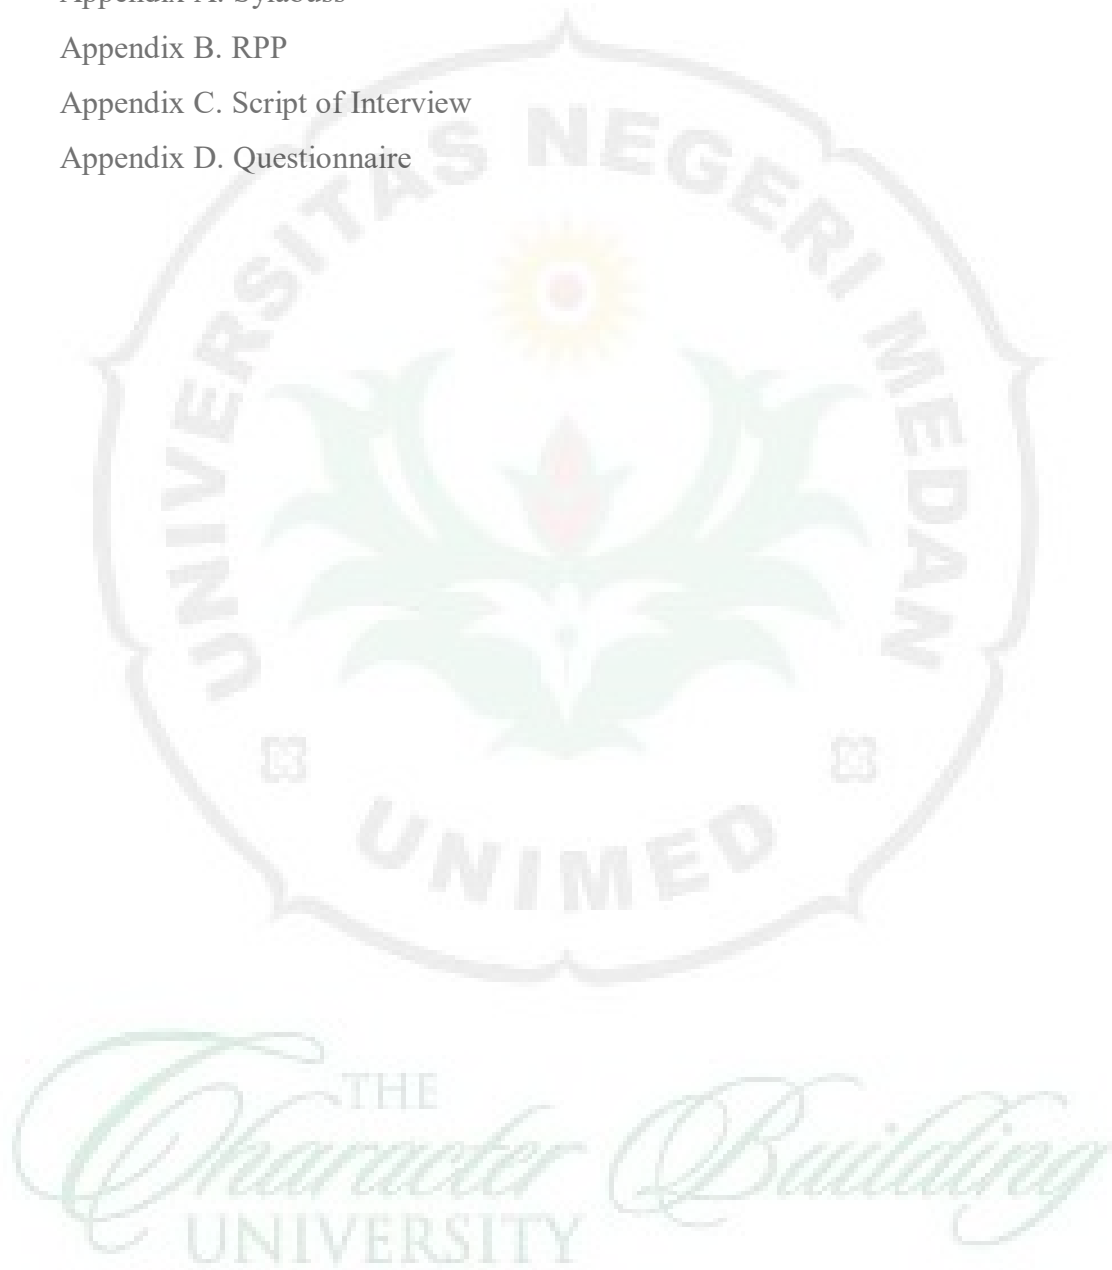 Appendix A. Sylabuss
Appendix B. RPP
Appendix C. Script of Interview
Appendix D. Questionnaire
UNIVERSITAS NEGERI MEDAN
UNIMED
THE
Character Building
UNIVERSITY